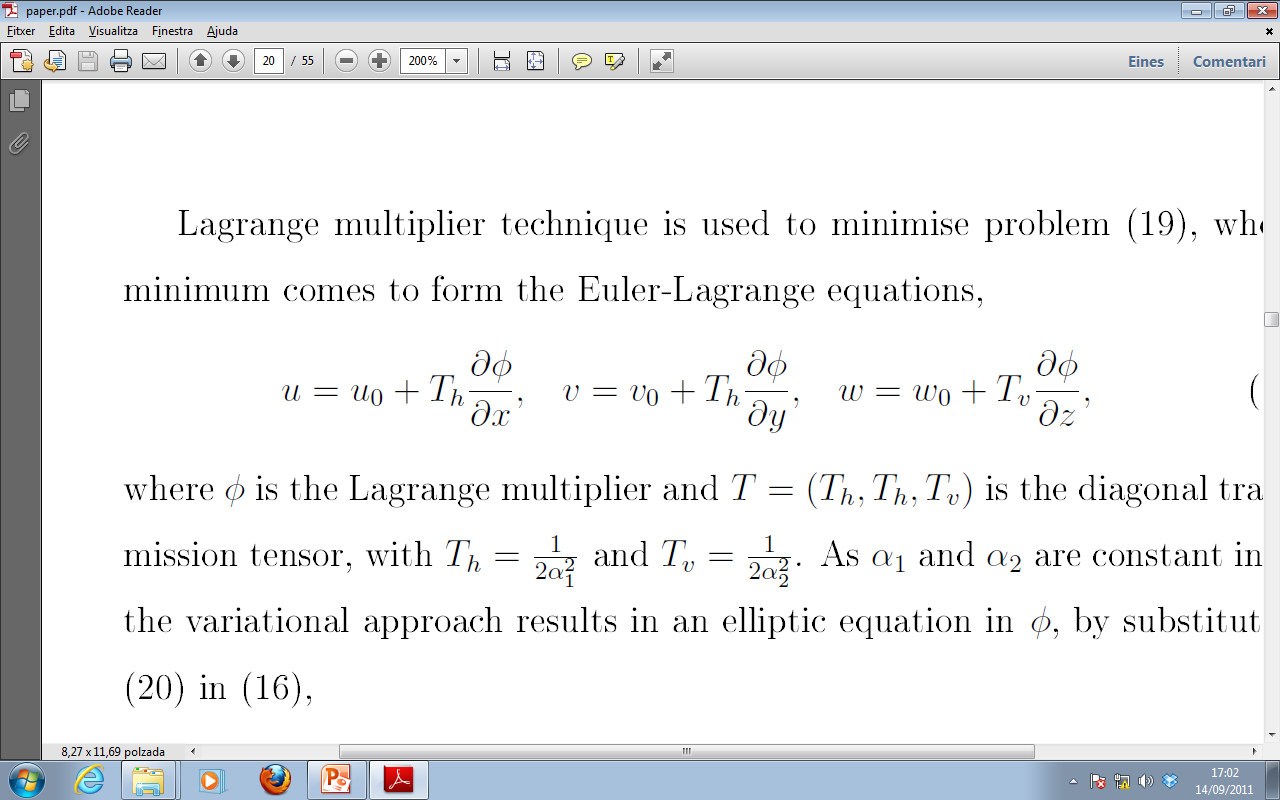 paper.pdf - Adobe Reader
Fitxer Edita Visualitza Finestra Ajuda
20 / 55 200% Eines Comentari
Lagrange multiplier technique is used to minimise problem (19), whe
minimum comes to form the Euler-Lagrange equations,
u = u₀ + T_h ∂ϕ/∂x, v = v₀ + T_h ∂ϕ/∂y, w = w₀ + T_v ∂ϕ/∂z, (
where ϕ is the Lagrange multiplier and T = (T_h, T_h, T_v) is the diagonal tra
mission tensor, with T_h = 1/(2α₁²) and T_v = 1/(2α₂²). As α₁ and α₂ are constant in
the variational approach results in an elliptic equation in ϕ, by substitut
(20) in (16),
8,27 x 11,69 polzada
17:02
14/09/2011